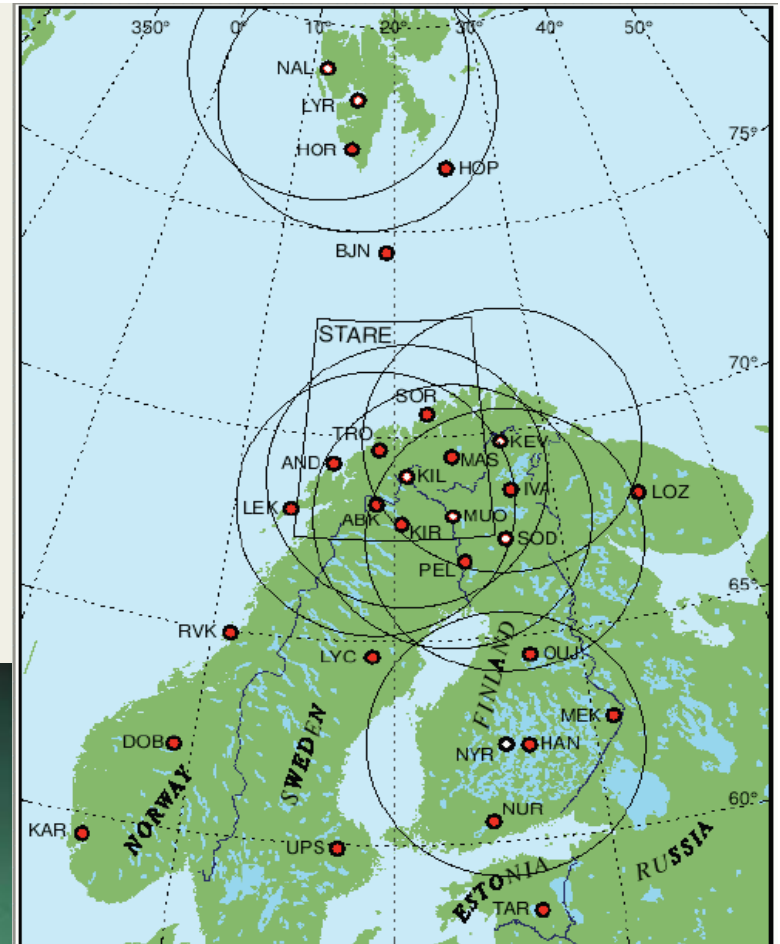 350°
0°
10°
20°
30°
40°
50°
NAL
LYR
75°
HOR
HOP
BJN
STARE
70°
SOR
TRO
KEV
AND
MAS
KIL
IVA
LOZ
LEK
ABK
MUO
KIR
SOD
PEL
65°
RVK
LYC
OUJ
FINLAND
MEK
DOB
SWEDEN
NYR
HAN
NORWAY
60°
NUR
KAR
UPS
RUSSIA
ESTONIA
TAR